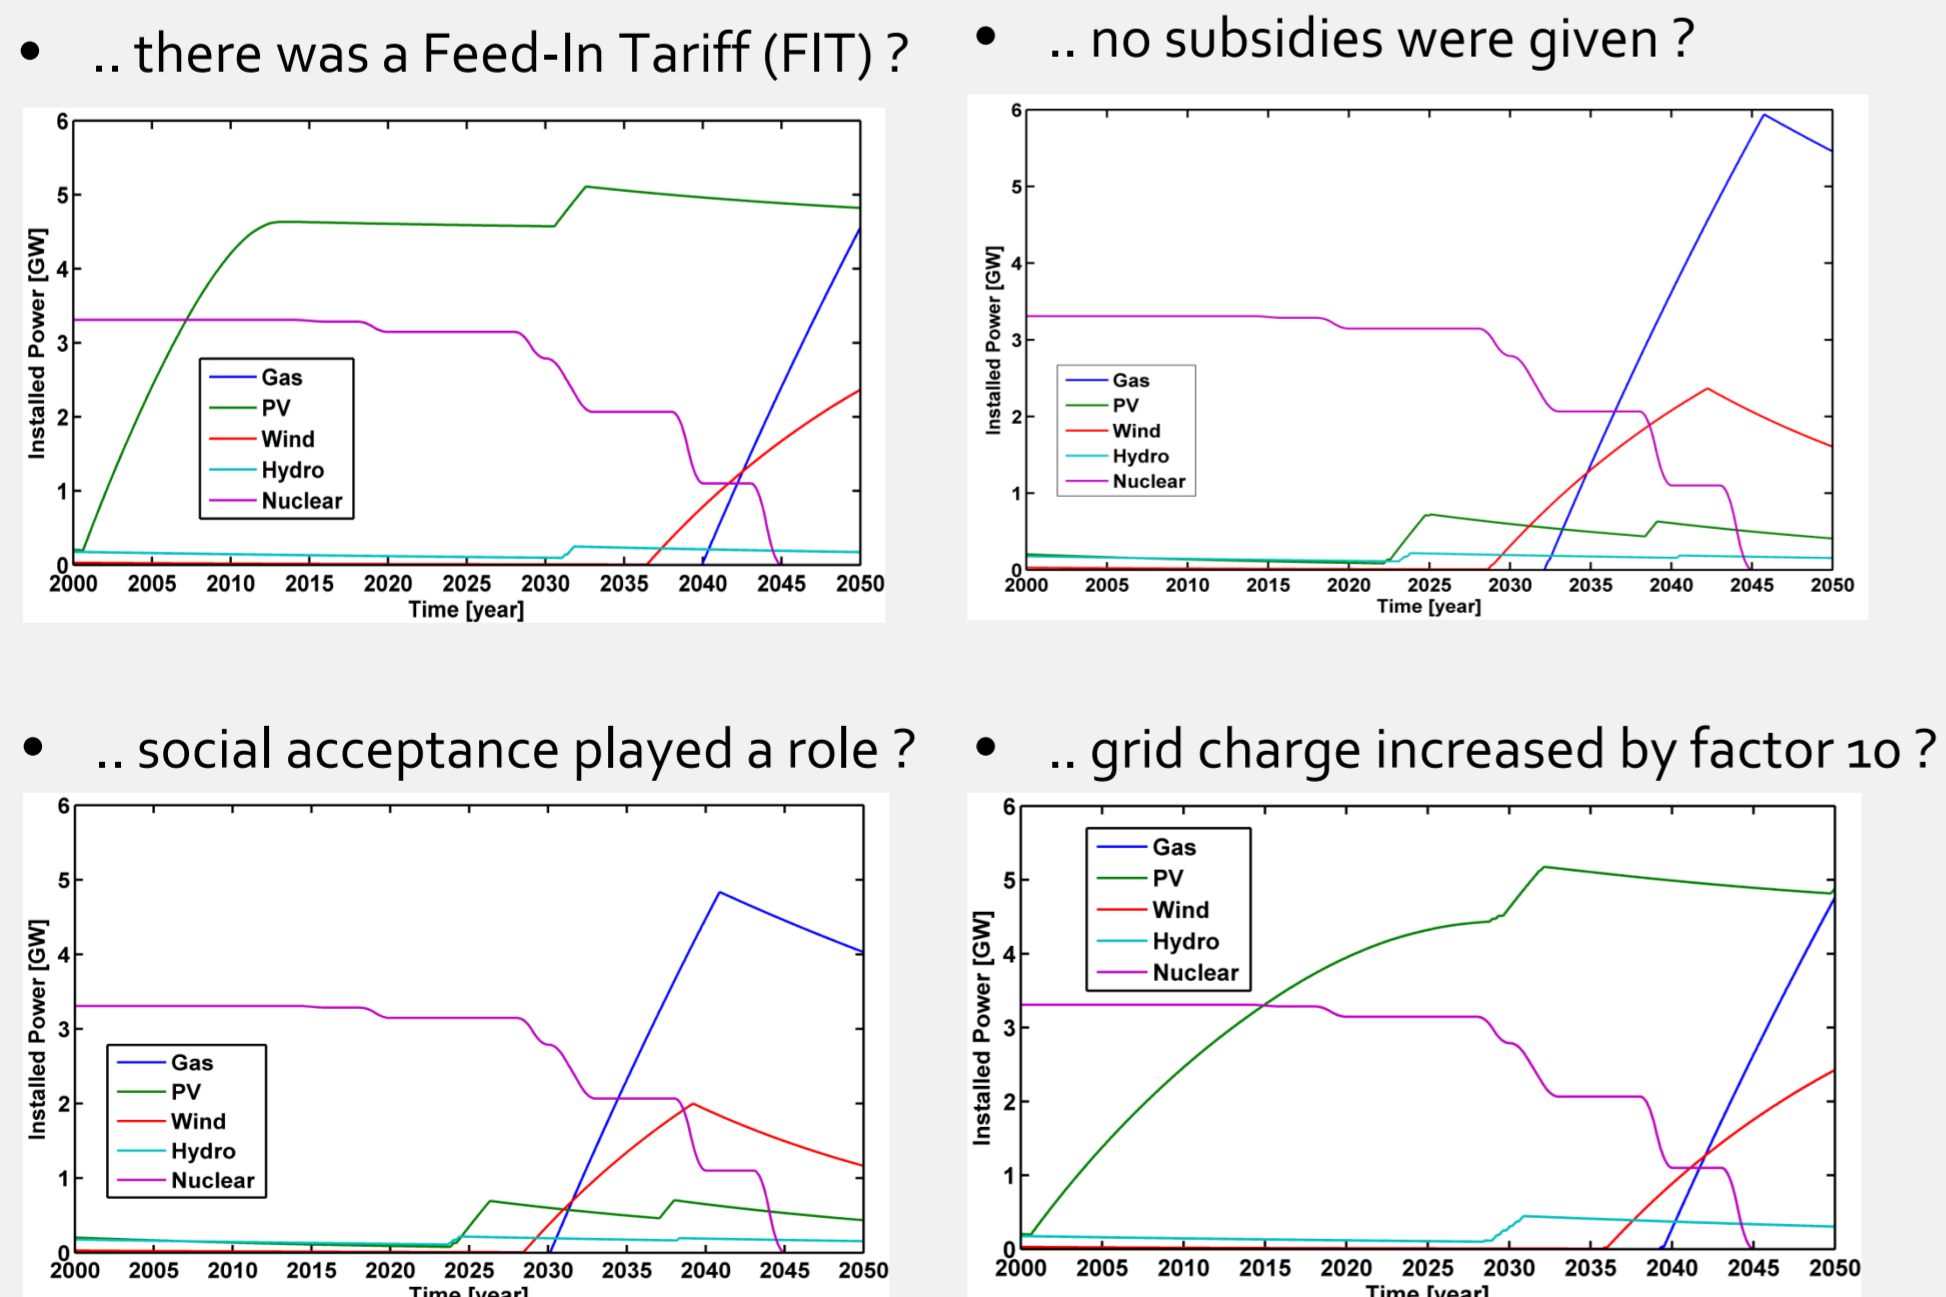 • .. there was a Feed-In Tariff (FIT) ?
6
5
4
3
2
1
0
Installed Power [GW]
Gas
PV
Wind
Hydro
Nuclear
2000 2005 2010 2015 2020 2025 2030 2035 2040 2045 2050
Time [year]
• .. no subsidies were given ?
6
5
4
3
2
1
0
Installed Power [GW]
Gas
PV
Wind
Hydro
Nuclear
2000 2005 2010 2015 2020 2025 2030 2035 2040 2045 2050
Time [year]
• .. social acceptance played a role ?
6
5
4
3
2
1
0
Installed Power [GW]
Gas
PV
Wind
Hydro
Nuclear
2000 2005 2010 2015 2020 2025 2030 2035 2040 2045 2050
Time [year]
• .. grid charge increased by factor 10 ?
6
5
4
3
2
1
0
Installed Power [GW]
Gas
PV
Wind
Hydro
Nuclear
2000 2005 2010 2015 2020 2025 2030 2035 2040 2045 2050
Time [year]